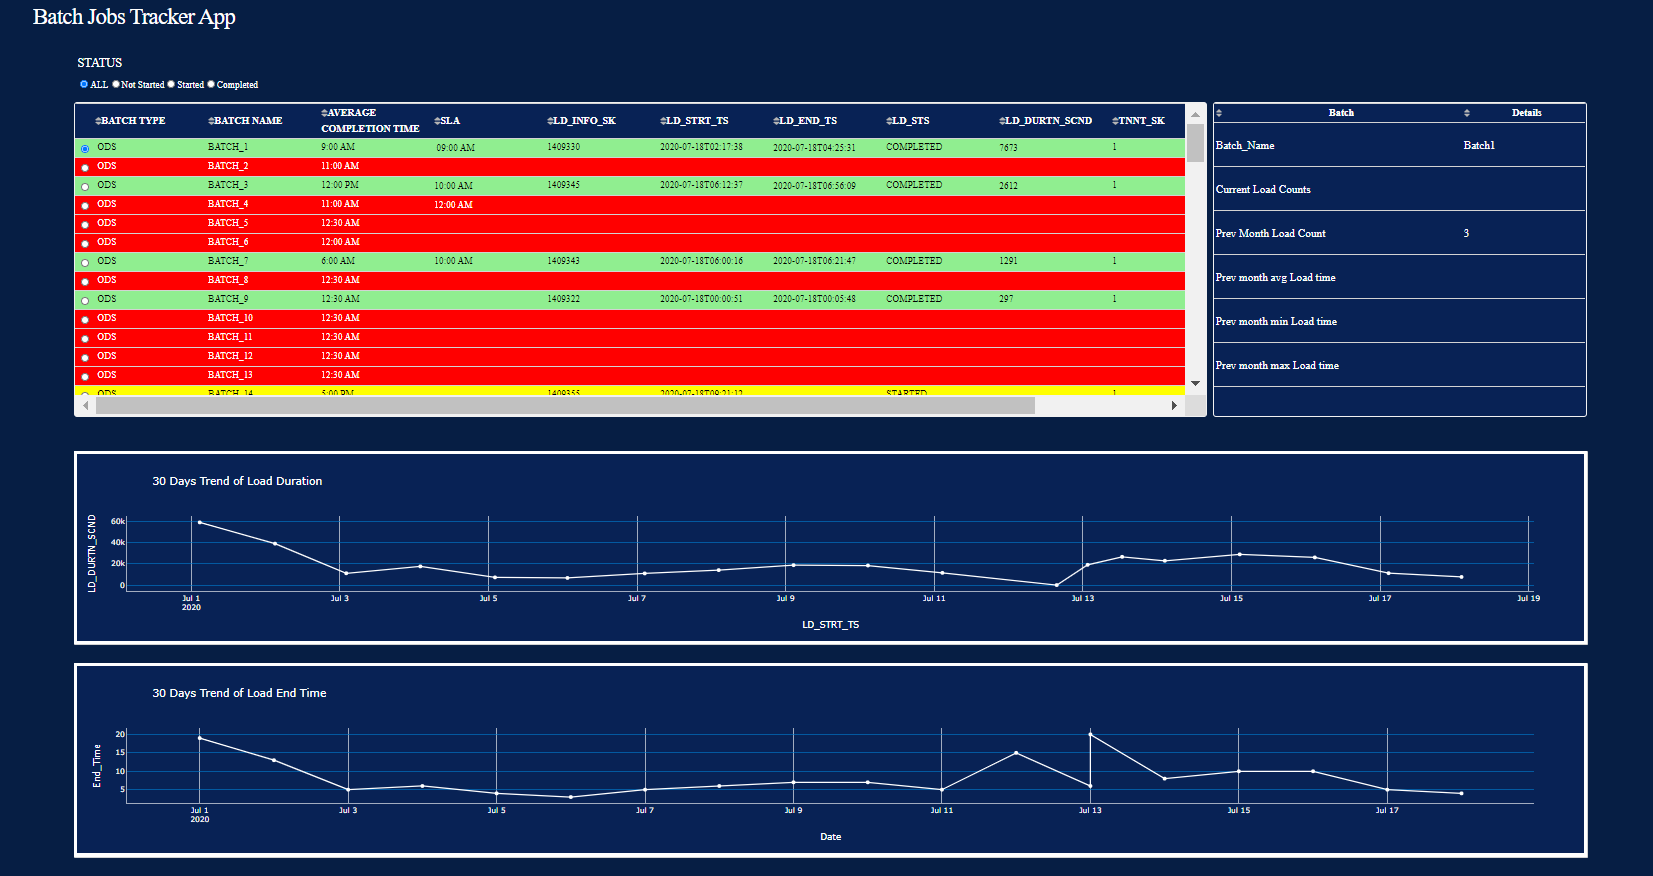 Batch Jobs Tracker App
STATUS
ALL Not Started Started Completed
BATCH TYPE BATCH NAME AVERAGE COMPLETION TIME SLA LD_INFO_SK LD_STRT_TS LD_END_TS LD_STS LD_DURTN_SCND TNNT_SK
ODS BATCH_1 9:00 AM 09:00 AM 1409330 2020-07-18T02:17:38 2020-07-18T04:25:31 COMPLETED 7673 1
ODS BATCH_2 11:00 AM
ODS BATCH_3 12:00 PM 10:00 AM 1409345 2020-07-18T06:12:37 2020-07-18T06:56:09 COMPLETED 2612 1
ODS BATCH_4 11:00 AM 12:00 AM
ODS BATCH_5 12:30 AM
ODS BATCH_6 12:00 AM
ODS BATCH_7 6:00 AM 10:00 AM 1409343 2020-07-18T06:00:16 2020-07-18T06:21:47 COMPLETED 1291 1
ODS BATCH_8 12:30 AM
ODS BATCH_9 12:30 AM 1409322 2020-07-18T00:00:51 2020-07-18T00:05:48 COMPLETED 297 1
ODS BATCH_10 12:30 AM
ODS BATCH_11 12:30 AM
ODS BATCH_12 12:30 AM
ODS BATCH_13 12:30 AM
ODS BATCH_14 5:00 PM 1409355 2020-07-18T09:21:12 STARTED 1
Batch Details
Batch_Name Batch1
Current Load Counts
Prev Month Load Count 3
Prev month avg Load time
Prev month min Load time
Prev month max Load time
30 Days Trend of Load Duration
LD_DURTN_SCND
60k
40k
20k
0
Jul 1 Jul 3 Jul 5 Jul 7 Jul 9 Jul 11 Jul 13 Jul 15 Jul 17 Jul 19
2020
LD_STRT_TS
30 Days Trend of Load End Time
End_Time
20
15
10
5
Jul 1 Jul 3 Jul 5 Jul 7 Jul 9 Jul 11 Jul 13 Jul 15 Jul 17
2020
Date